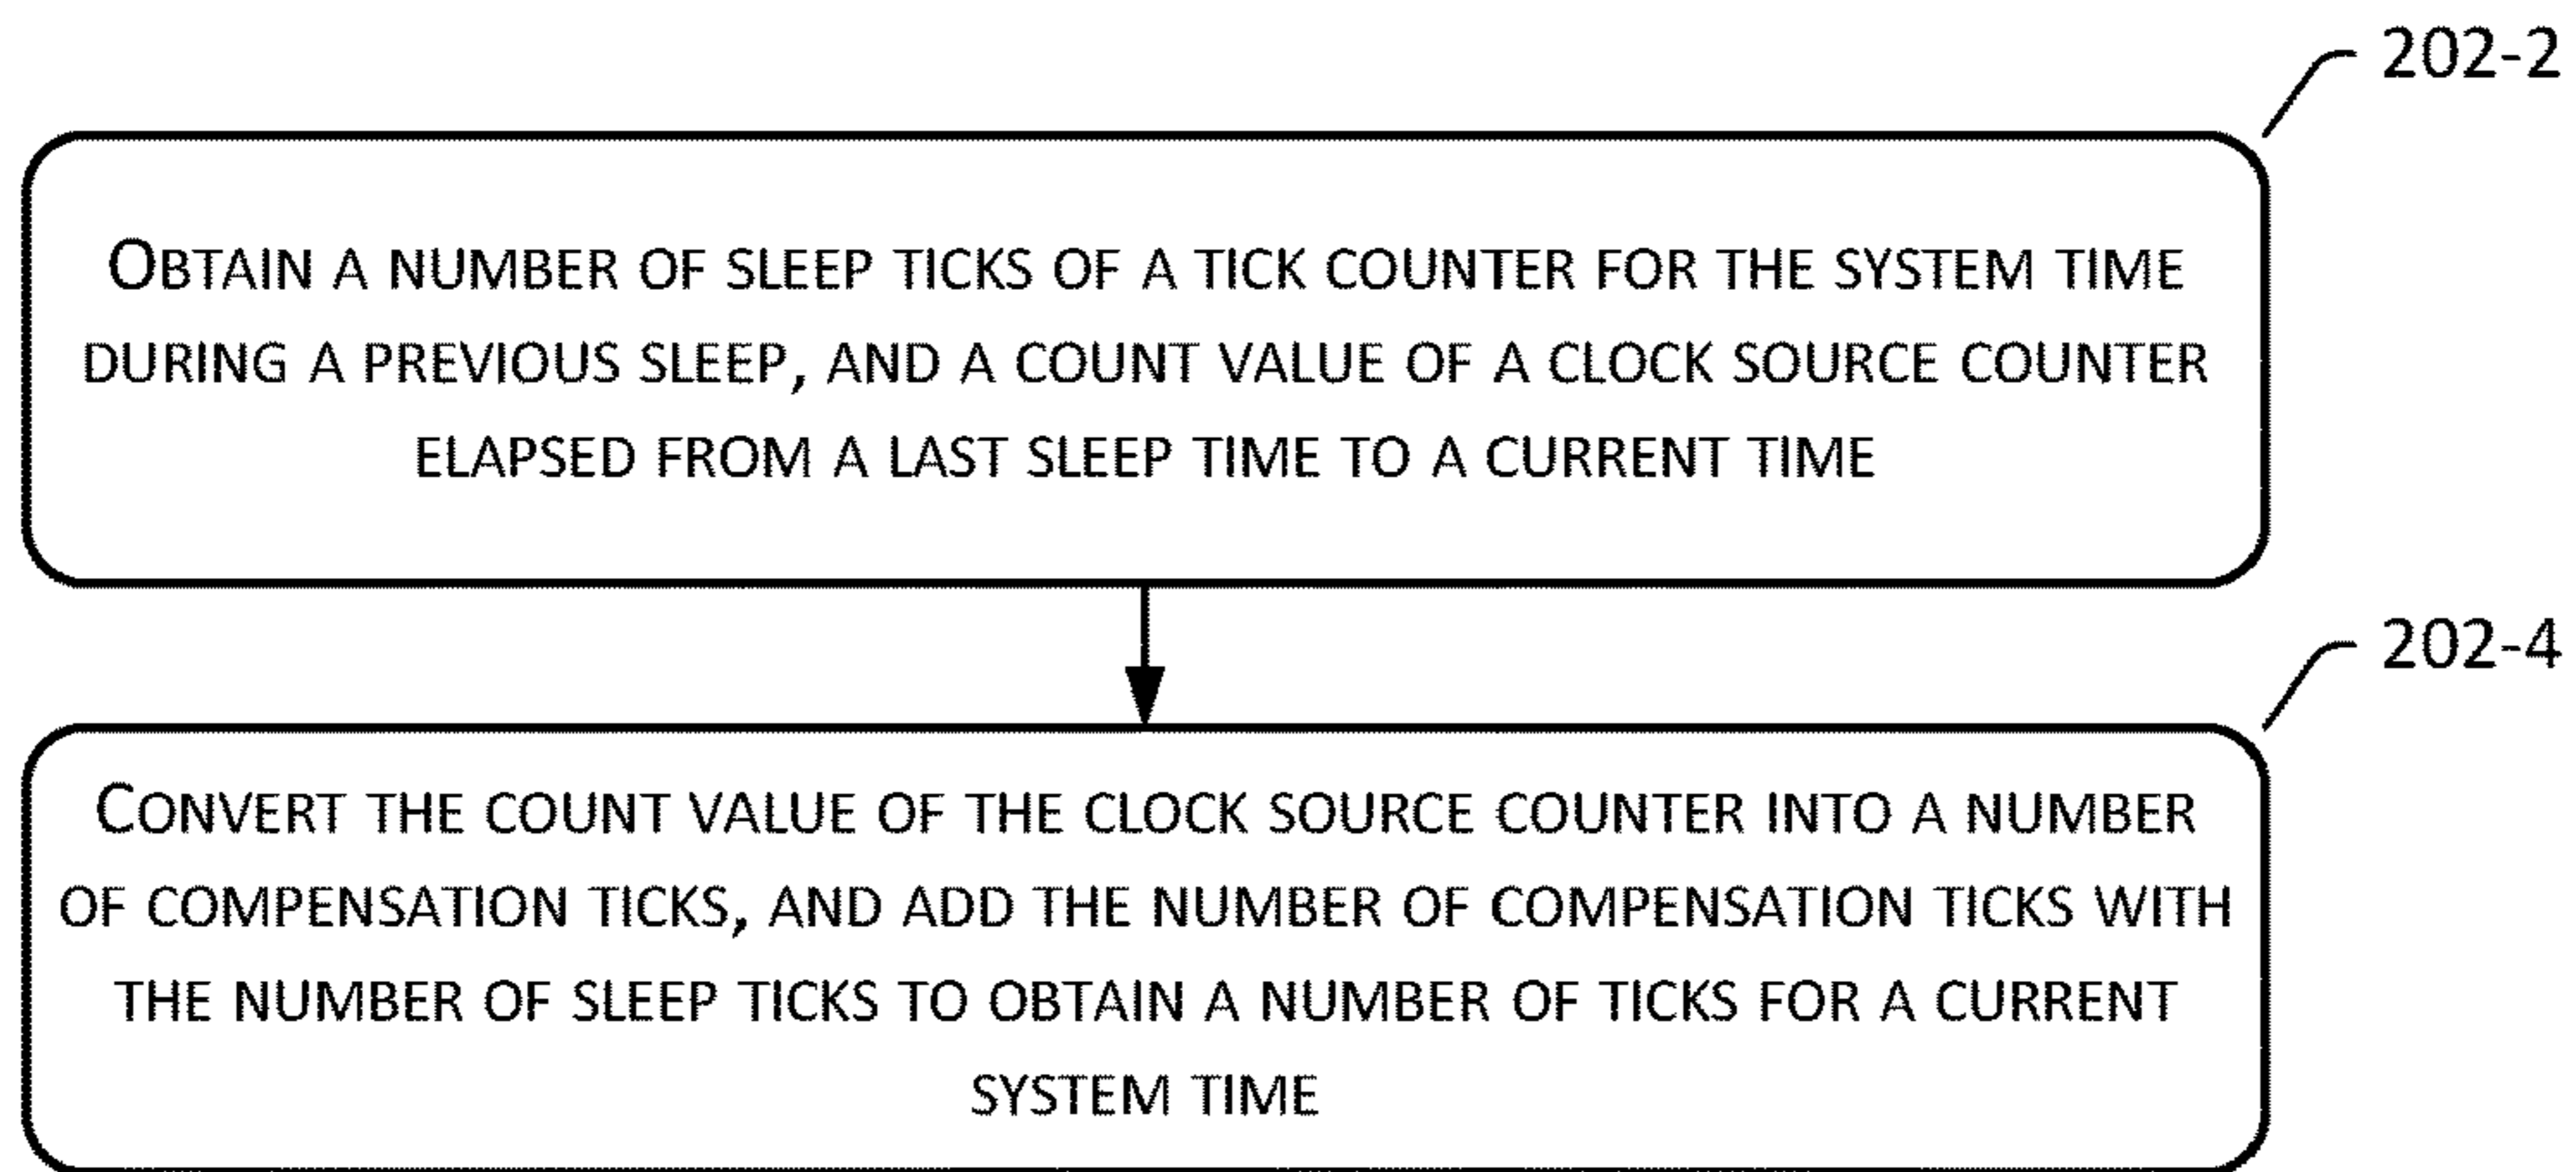 202-2
OBTAIN A NUMBER OF SLEEP TICKS OF A TICK COUNTER FOR THE SYSTEM TIME
DURING A PREVIOUS SLEEP, AND A COUNT VALUE OF A CLOCK SOURCE COUNTER
ELAPSED FROM A LAST SLEEP TIME TO A CURRENT TIME
202-4
CONVERT THE COUNT VALUE OF THE CLOCK SOURCE COUNTER INTO A NUMBER
OF COMPENSATION TICKS, AND ADD THE NUMBER OF COMPENSATION TICKS WITH
THE NUMBER OF SLEEP TICKS TO OBTAIN A NUMBER OF TICKS FOR A CURRENT
SYSTEM TIME